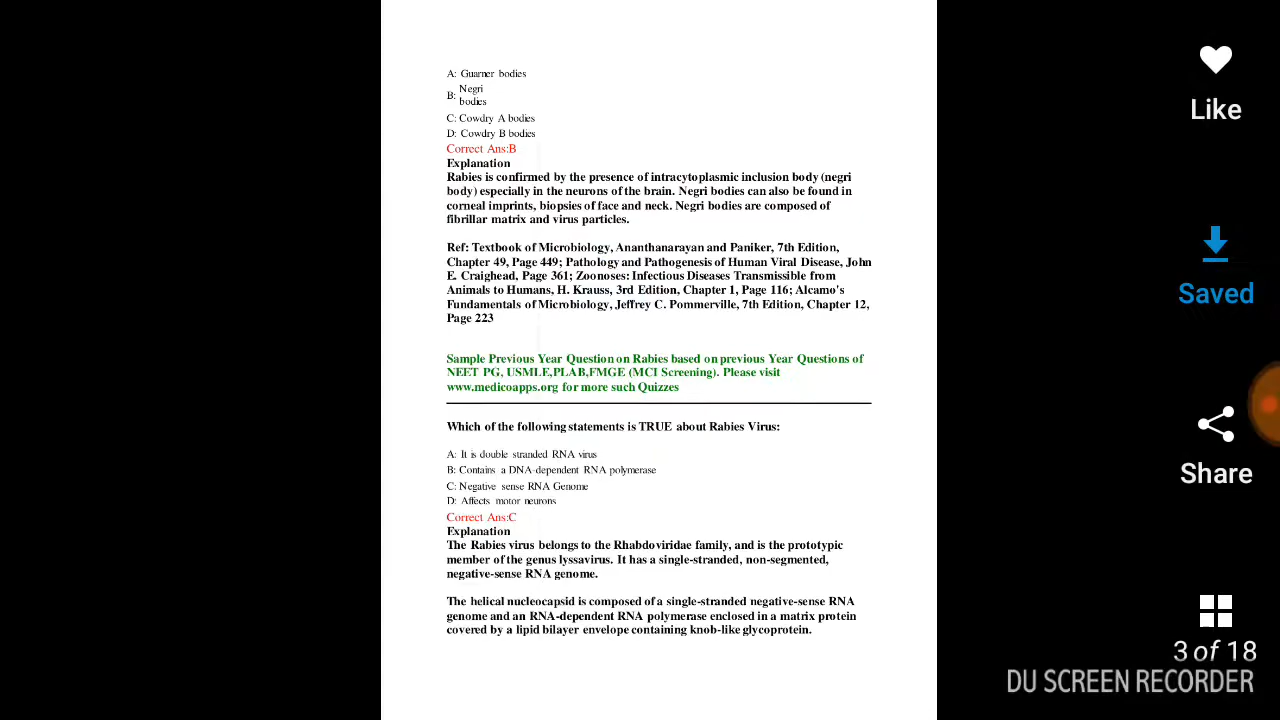 A: Guarner bodies
B: Negri
bodies
C: Cowdry A bodies
D: Cowdry B bodies
Correct Ans:B
Explanation
Rabies is confirmed by the presence of intracytoplasmic inclusion body (negri
body) especially in the neurons of the brain. Negri bodies can also be found in
corneal imprints, biopsies of face and neck. Negri bodies are composed of
fibrillar matrix and virus particles.
Ref: Textbook of Microbiology, Ananthanarayan and Paniker, 7th Edition,
Chapter 49, Page 449; Pathology and Pathogenesis of Human Viral Disease, John
E. Craighead, Page 361; Zoonoses: Infectious Diseases Transmissible from
Animals to Humans, H. Krauss, 3rd Edition, Chapter 1, Page 116; Alcamo's
Fundamentals of Microbiology, Jeffrey C. Pommerville, 7th Edition, Chapter 12,
Page 223
Sample Previous Year Question on Rabies based on previous Year Questions of
NEET PG, USMLE,PLAB,FMGE (MCI Screening). Please visit
www.medicoapps.org for more such Quizzes
Which of the following statements is TRUE about Rabies Virus:
A: It is double stranded RNA virus
B: Contains a DNA-dependent RNA polymerase
C: Negative sense RNA Genome
D: Affects motor neurons
Correct Ans:C
Explanation
The Rabies virus belongs to the Rhabdoviridae family, and is the prototypic
member of the genus lyssavirus. It has a single-stranded, non-segmented,
negative-sense RNA genome.
The helical nucleocapsid is composed of a single-stranded negative-sense RNA
genome and an RNA-dependent RNA polymerase enclosed in a matrix protein
covered by a lipid bilayer envelope containing knob-like glycoprotein.
Like
Saved
Share
3 of 18
DU SCREEN RECORDER